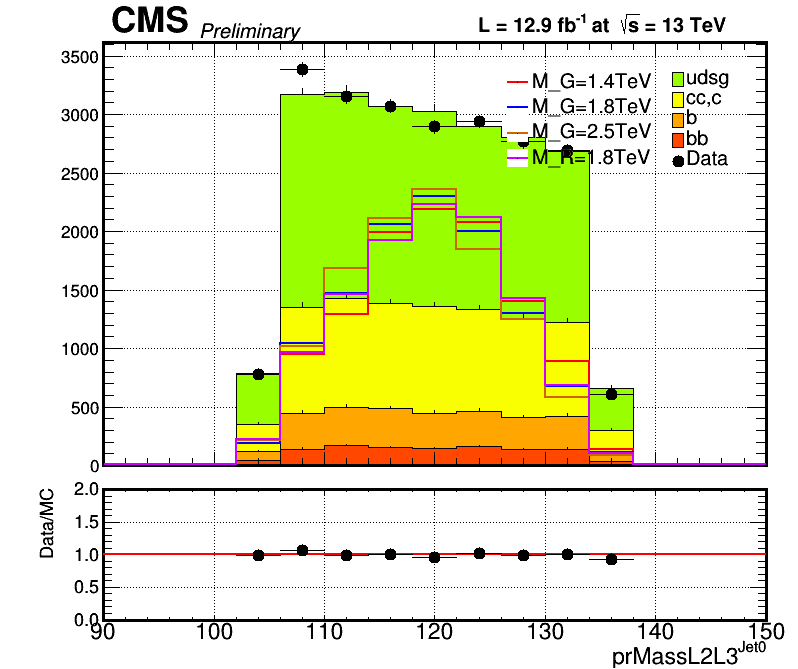 CMS Preliminary L = 12.9 fb⁻¹ at √s = 13 TeV
3500
3000
2500
2000
1500
1000
500
0
M_G=1.4TeV
M_G=1.8TeV
M_G=2.5TeV
M_R=1.8TeV
udsg
cc,c
b
bb
Data
Data/MC
2.0
1.5
1.0
0.5
0.0
90 100 110 120 130 140 150
prMassL2L3^Jet0